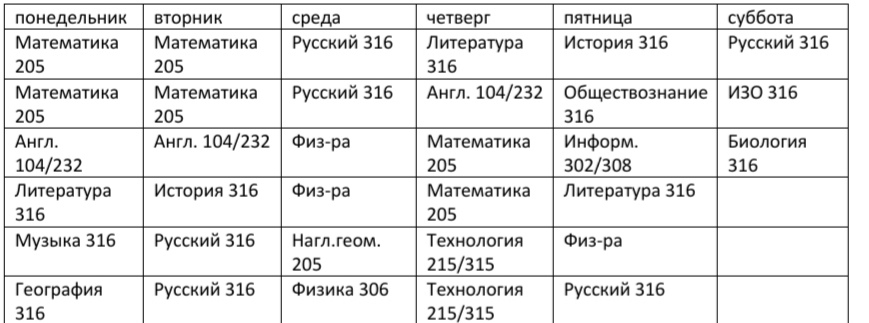 понедельник вторник среда четверг пятница суббота
Математика 205 Математика 205 Русский 316 Литература 316 История 316 Русский 316
Математика 205 Математика 205 Русский 316 Англ. 104/232 Обществознание 316 ИЗО 316
Англ. 104/232 Англ. 104/232 Физ-ра Математика 205 Информ. 302/308 Биология 316
Литература 316 История 316 Физ-ра Математика 205 Литература 316
Музыка 316 Русский 316 Нагл.геом. 205 Технология 215/315 Физ-ра
География 316 Русский 316 Физика 306 Технология 215/315 Русский 316